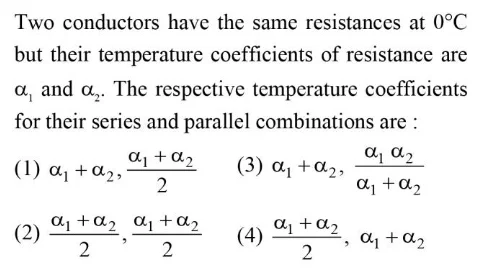 Two conductors have the same resistances at 0°C
but their temperature coefficients of resistance are
α₁ and α₂. The respective temperature coefficients
for their series and parallel combinations are :
(1) α₁ + α₂, (α₁ + α₂)/2 (3) α₁ + α₂, (α₁ α₂)/(α₁ + α₂)
(2) (α₁ + α₂)/2, (α₁ + α₂)/2 (4) (α₁ + α₂)/2, α₁ + α₂